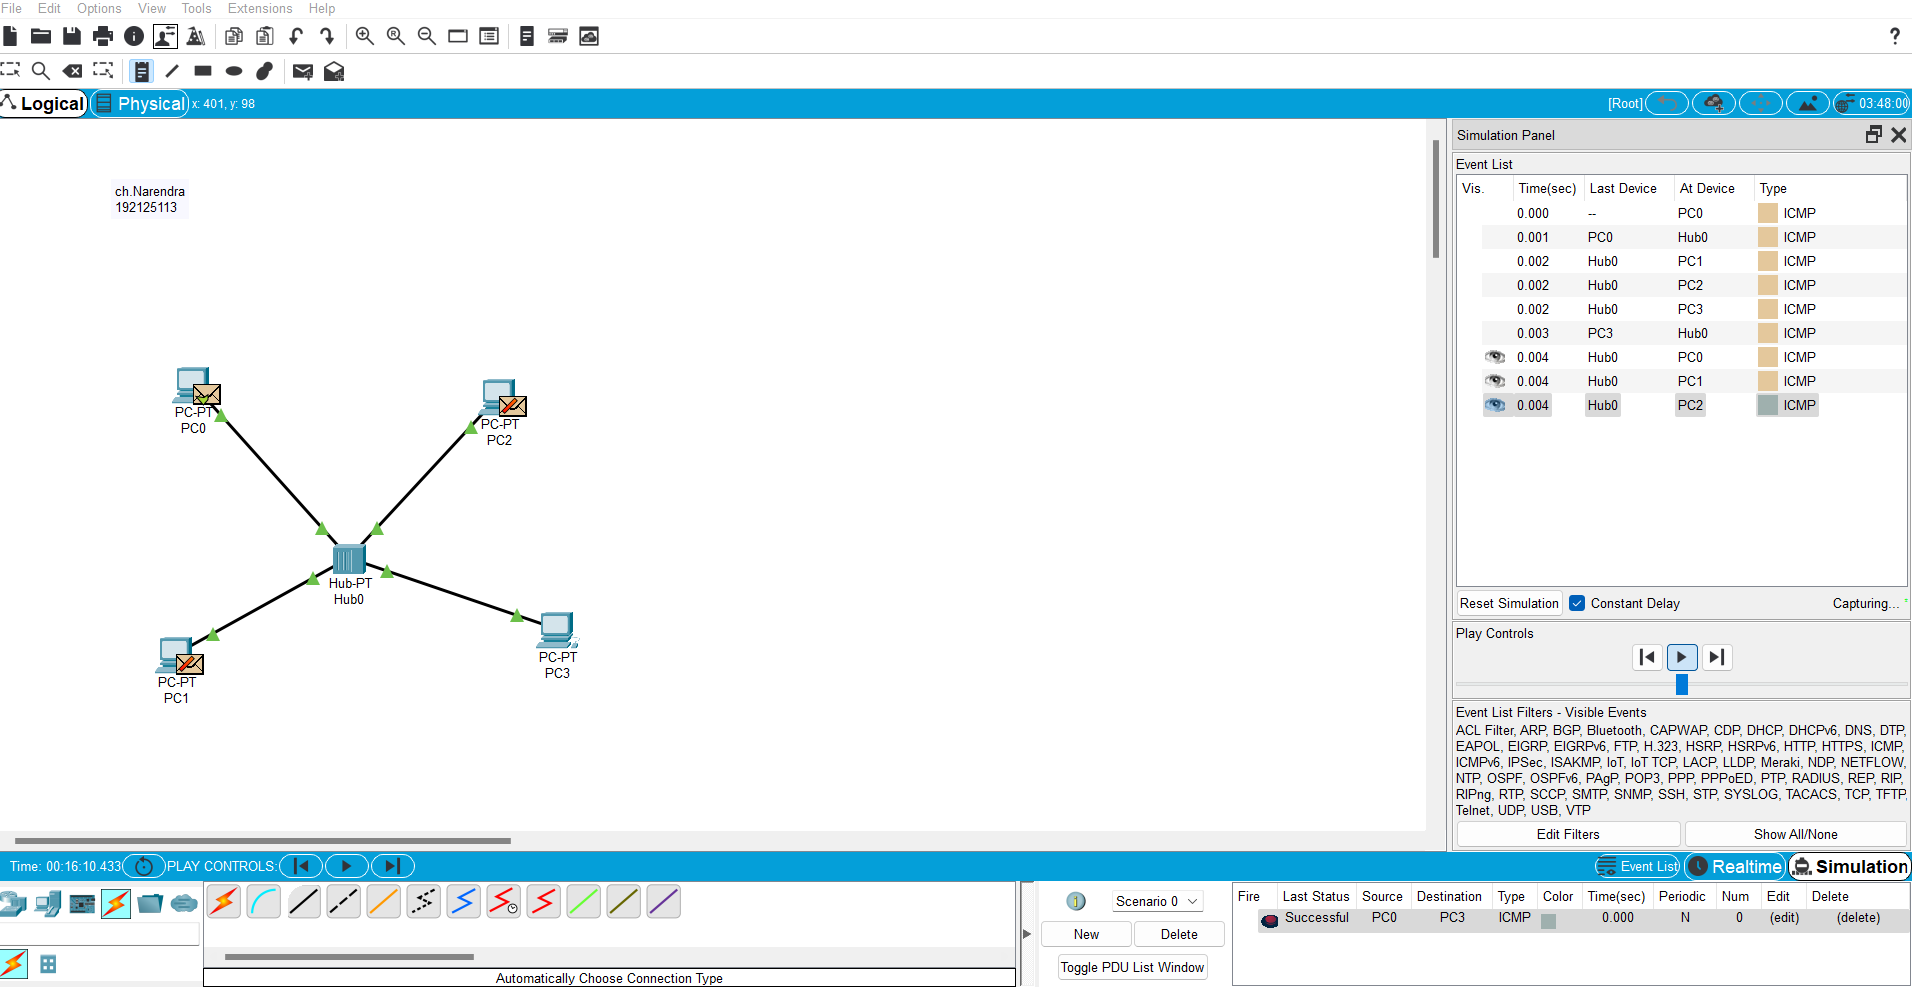 File Edit Options View Tools Extensions Help
?
Logical Physical x: 401, y: 98 [Root] 03:48:00
ch.Narendra
192125113
PC-PT
PC0
PC-PT
PC2
Hub-PT
Hub0
PC-PT
PC3
PC-PT
PC1
Simulation Panel
Event List
Vis. Time(sec) Last Device At Device Type
0.000 -- PC0 ICMP
0.001 PC0 Hub0 ICMP
0.002 Hub0 PC1 ICMP
0.002 Hub0 PC2 ICMP
0.002 Hub0 PC3 ICMP
0.003 PC3 Hub0 ICMP
0.004 Hub0 PC0 ICMP
0.004 Hub0 PC1 ICMP
0.004 Hub0 PC2 ICMP
Reset Simulation Constant Delay Capturing...
Play Controls
Event List Filters - Visible Events
ACL Filter, ARP, BGP, Bluetooth, CAPWAP, CDP, DHCP, DHCPv6, DNS, DTP,
EAPOL, EIGRP, EIGRPv6, FTP, H.323, HSRP, HSRPv6, HTTP, HTTPS, ICMP,
ICMPv6, IPSec, ISAKMP, IoT, IoT TCP, LACP, LLDP, Meraki, NDP, NETFLOW,
NTP, OSPF, OSPFv6, PAgP, POP3, PPP, PPPoED, PTP, RADIUS, REP, RIP,
RIPng, RTP, SCCP, SMTP, SNMP, SSH, STP, SYSLOG, TACACS, TCP, TFTP,
Telnet, UDP, USB, VTP
Edit Filters Show All/None
Time: 00:16:10.433 PLAY CONTROLS: Event List Realtime Simulation
Automatically Choose Connection Type
Scenario 0
New Delete
Toggle PDU List Window
Fire Last Status Source Destination Type Color Time(sec) Periodic Num Edit Delete
Successful PC0 PC3 ICMP 0.000 N 0 (edit) (delete)